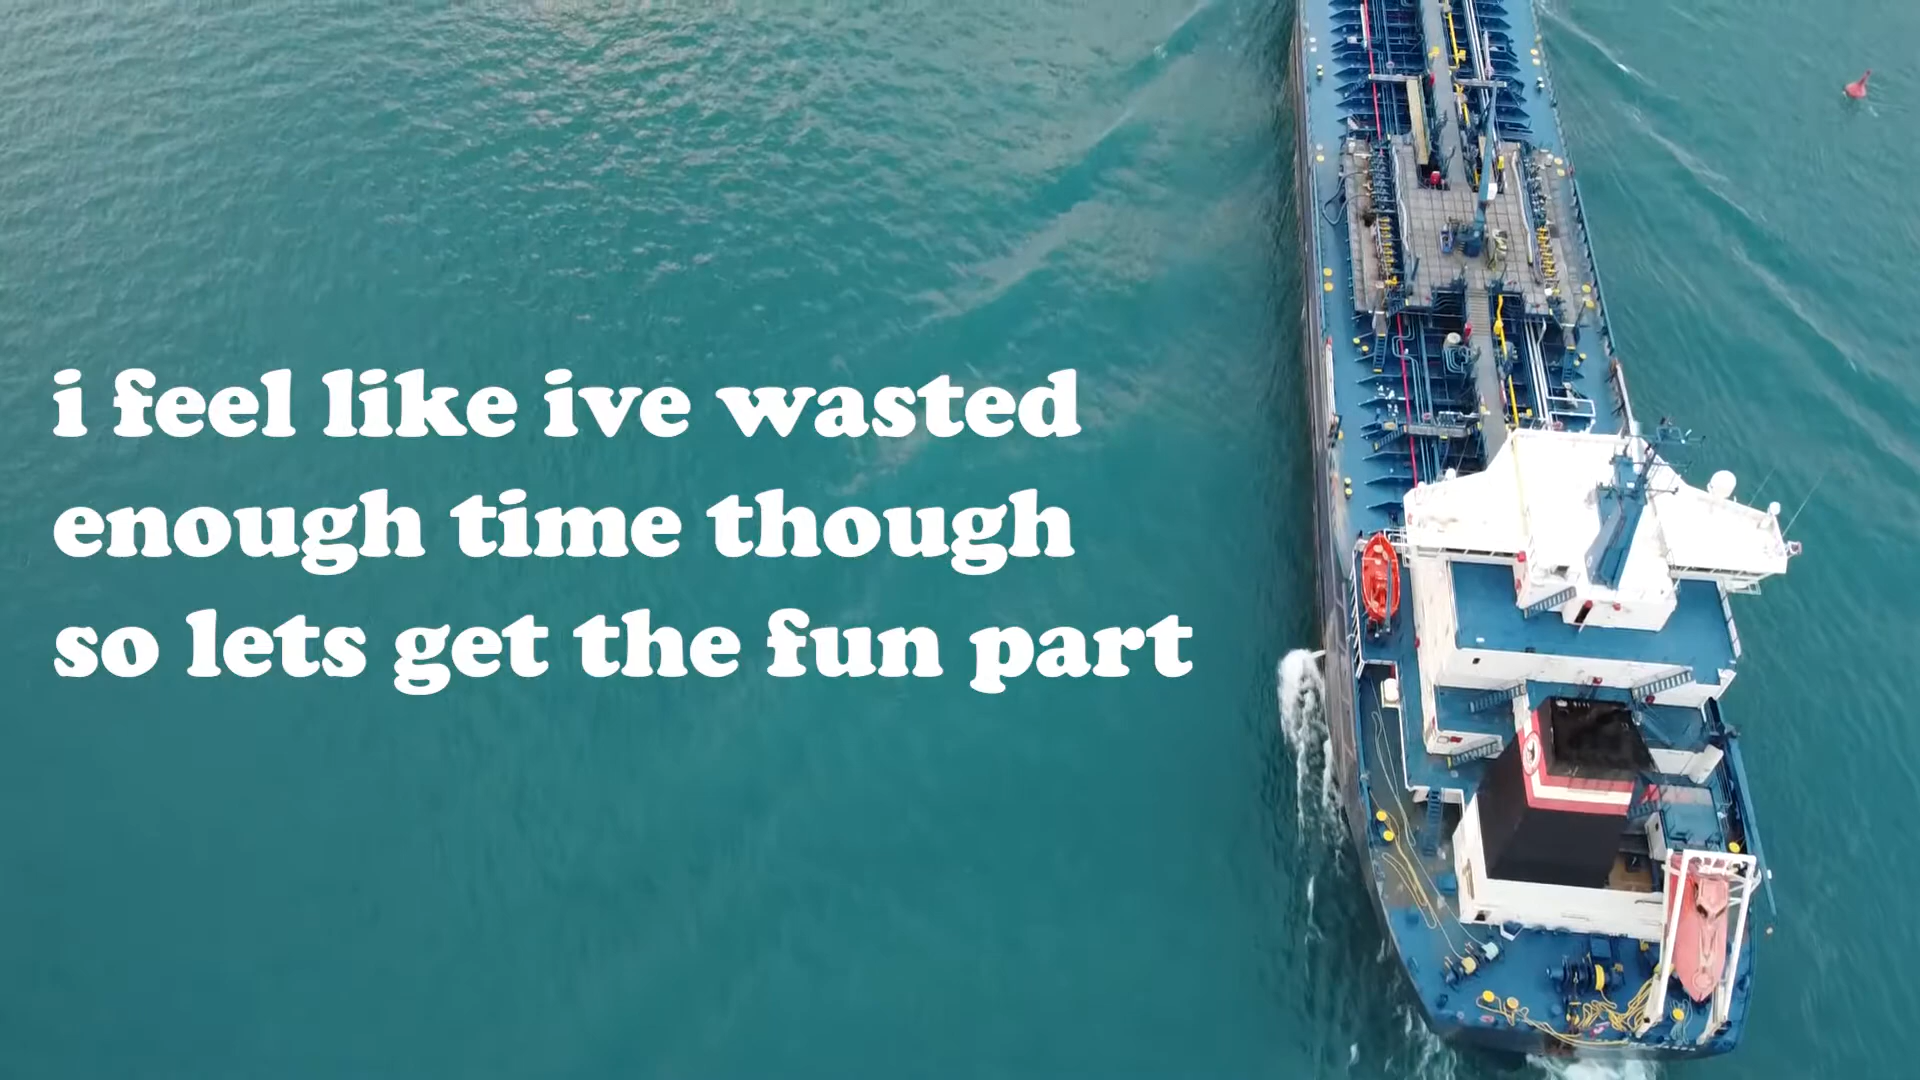 i feel like ive wasted
enough time though
so lets get the fun part